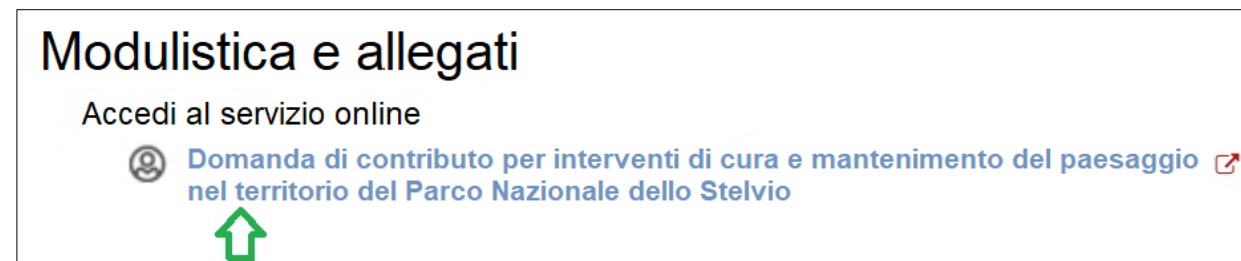 Modulistica e allegati
Accedi al servizio online
Domanda di contributo per interventi di cura e mantenimento del paesaggio
nel territorio del Parco Nazionale dello Stelvio